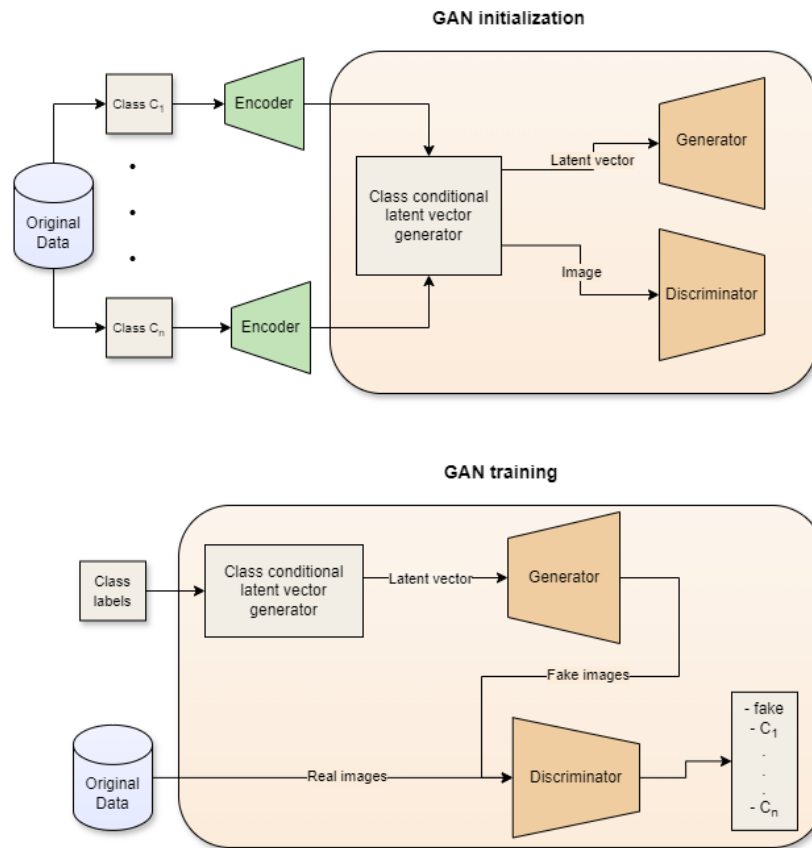 GAN initialization
Class C1
Encoder
Original
Data
Class conditional
latent vector
generator
Latent vector
Generator
Image
Discriminator
Class Cn
Encoder
GAN training
Class
labels
Class conditional
latent vector
generator
Latent vector
Generator
Fake images
Original
Data
Real images
Discriminator
- fake
- C1
.
.
.
- Cn